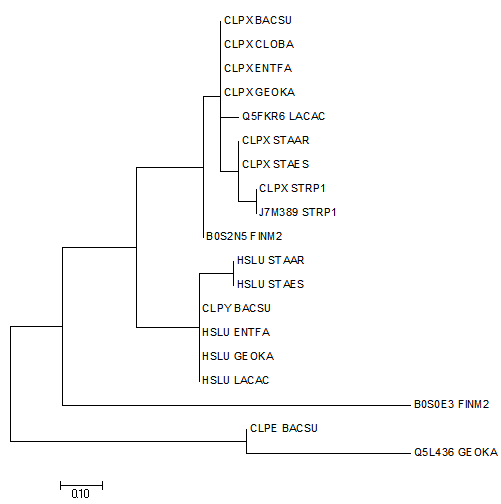 CLPX BACSU
CLPX CLOBA
CLPX ENTFA
CLPX GEOKA
Q5FKR6 LACAC
CLPX STAAR
CLPX STAES
CLPX STRP1
J7M389 STRP1
B0S2N5 FINM2
HSLU STAAR
HSLU STAES
CLPY BACSU
HSLU ENTFA
HSLU GEOKA
HSLU LACAC
B0S0E3 FINM2
CLPE BACSU
Q5L436 GEOKA
0.10